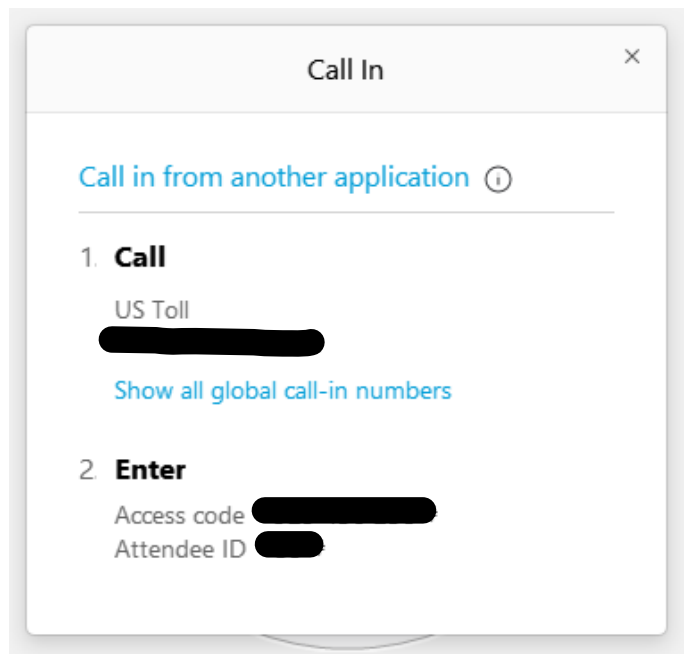 Call In
Call in from another application
1. Call
US Toll
Show all global call-in numbers
2. Enter
Access code
Attendee ID